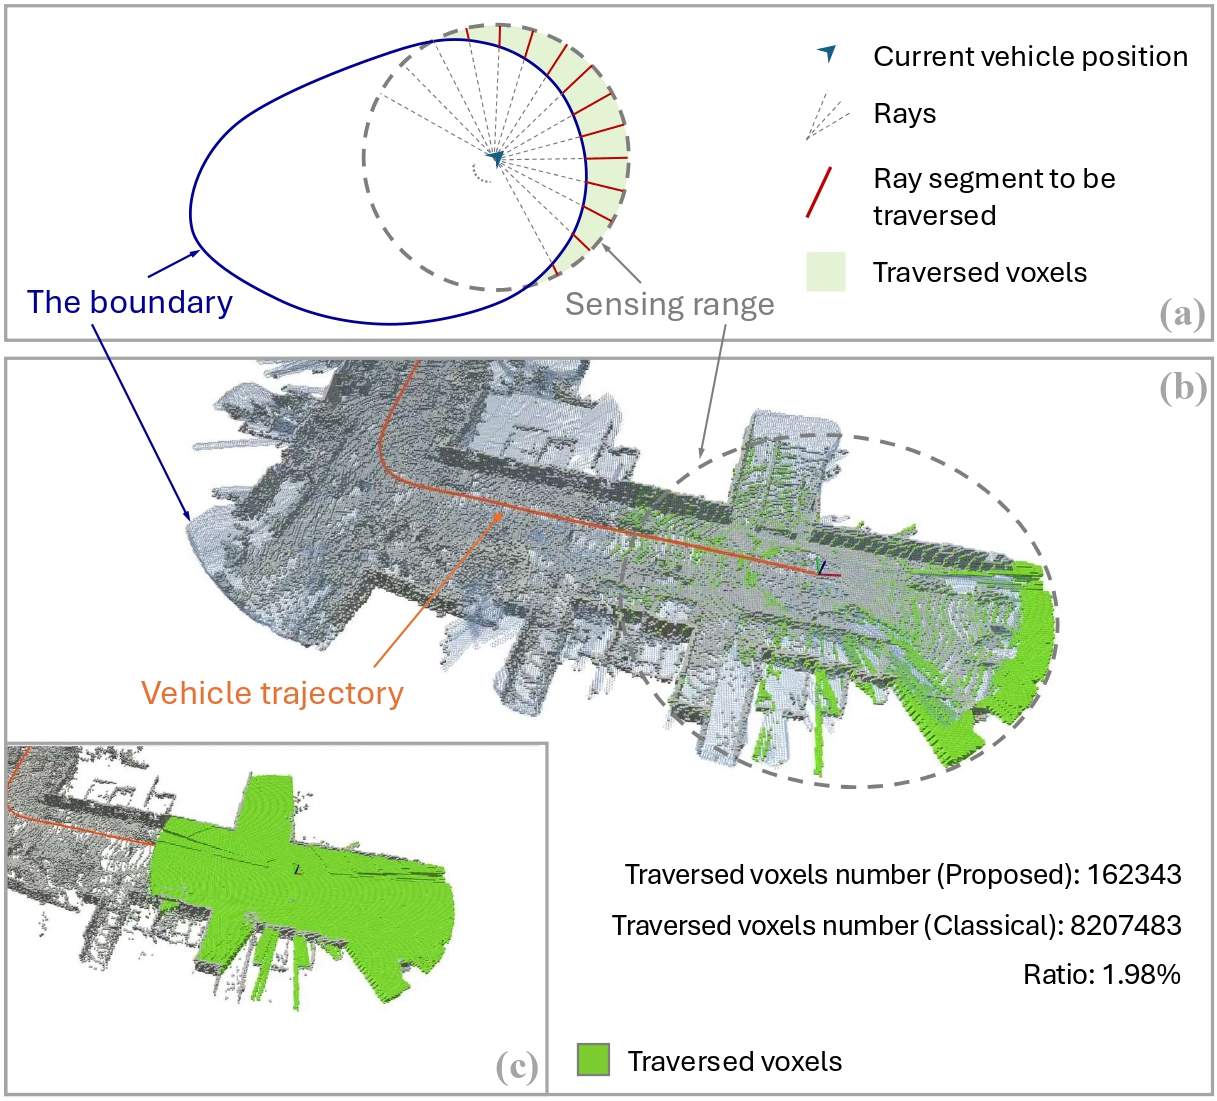 Current vehicle position
Rays
Ray segment to be
traversed
Traversed voxels
The boundary
Sensing range
(a)
(b)
Vehicle trajectory
Traversed voxels number (Proposed): 162343
Traversed voxels number (Classical): 8207483
Ratio: 1.98%
(c)
Traversed voxels